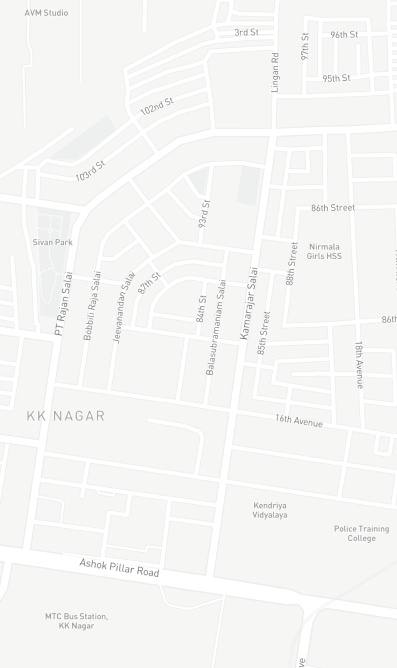 AVM Studio
3rd St
97th St
96th St
Lingan Rd
95th St
102nd St
103rd St
86th Street
93rd St
Sivan Park
Nirmala
Girls HSS
88th Street
87th St
PT Rajan Salai
Bobbili Raja Salai
Jeevanandan Salai
84th St
Balasubramaniam Salai
Kamarajar Salai
85th Street
86th
18th Avenue
KK NAGAR
16th Avenue
Kendriya
Vidyalaya
Police Training
College
Ashok Pillar Road
MTC Bus Station,
KK Nagar